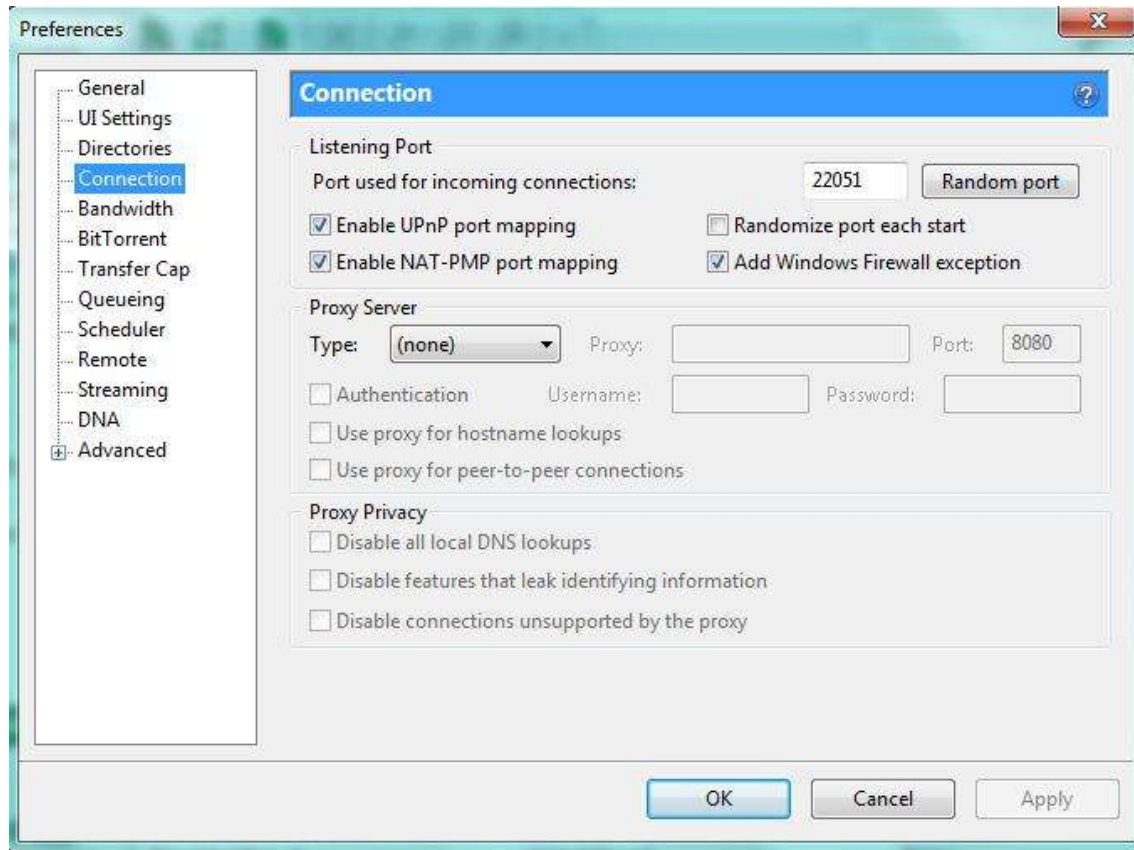 Preferences
General
UI Settings
Directories
Connection
Bandwidth
BitTorrent
Transfer Cap
Queueing
Scheduler
Remote
Streaming
DNA
Advanced
Connection
Listening Port
Port used for incoming connections: 22051 Random port
Enable UPnP port mapping Randomize port each start
Enable NAT-PMP port mapping Add Windows Firewall exception
Proxy Server
Type: (none) Proxy: Port: 8080
Authentication Username: Password:
Use proxy for hostname lookups
Use proxy for peer-to-peer connections
Proxy Privacy
Disable all local DNS lookups
Disable features that leak identifying information
Disable connections unsupported by the proxy
OK Cancel Apply